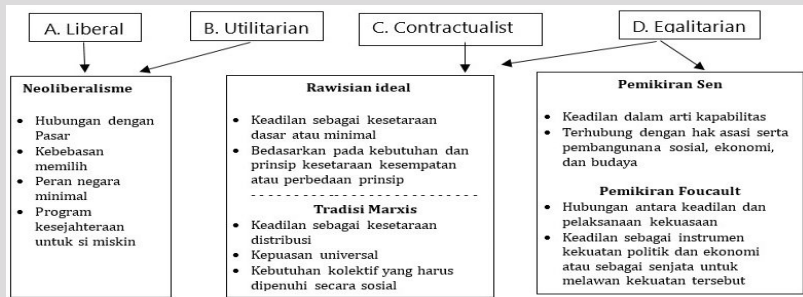 A. Liberal
B. Utilitarian
C. Contractualist
D. Egalitarian
Neoliberalisme
• Hubungan dengan
Pasar
• Kebebasan
memilih
• Peran negara
minimal
• Program
kesejahteraan
untuk si miskin
Rawisian ideal
• Keadilan sebagai kesetaraan
dasar atau minimal
• Bedasarkan pada kebutuhan dan
prinsip kesetaraan kesempatan
atau perbedaan prinsip
Tradisi Marxis
• Keadilan sebagai kesetaraan
distribusi
• Kepuasan universal
• Kebutuhan kolektif yang harus
dipenuhi secara sosial
Pemikiran Sen
• Keadilan dalam arti kapabilitas
• Terhubung dengan hak asasi serta
pembangunana sosial, ekonomi,
dan budaya
Pemikiran Foucault
• Hubungan antara keadilan dan
pelaksanaan kekuasaan
• Keadilan sebagai instrumen
kekuatan politik dan ekonomi
atau sebagai senjata untuk
melawan kekuatan tersebut